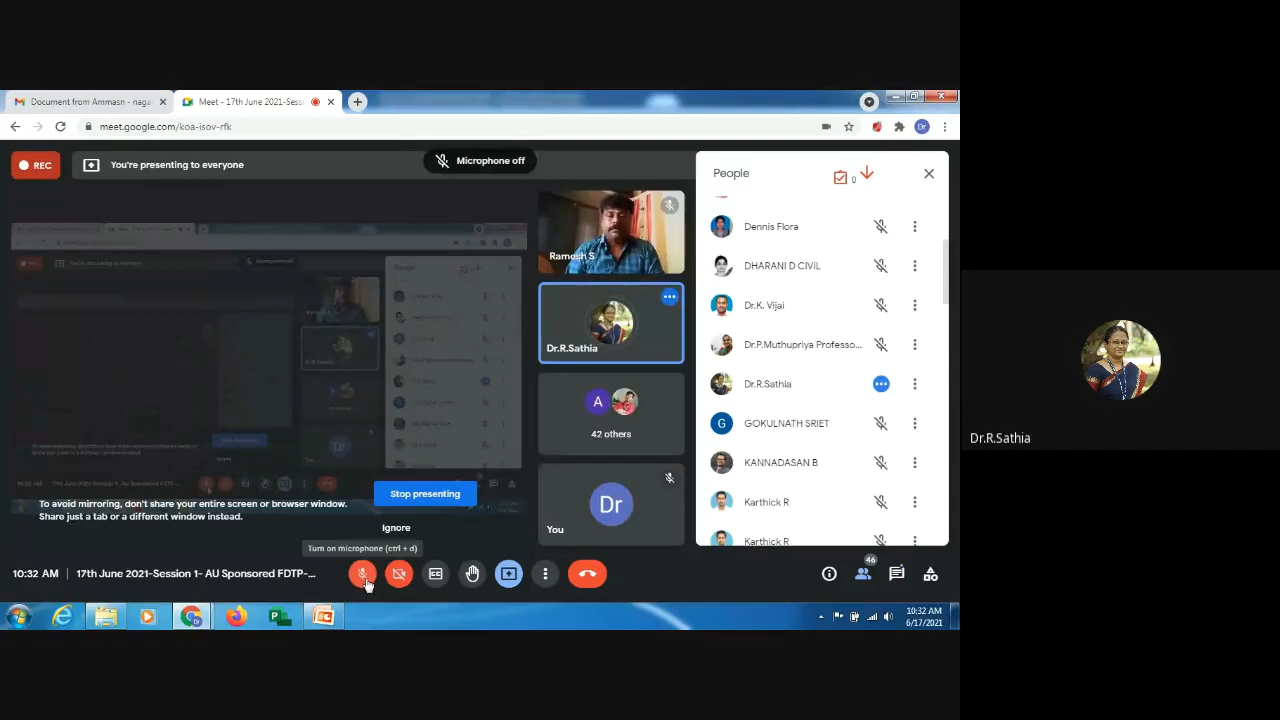 Document from Ammasn - naga
Meet - 17th June 2021-Sessi
meet.google.com/koa-isov-rfk
Dr
REC
You're presenting to everyone
Microphone off
People
0
Ramesh S
Dr.R.Sathia
A
42 others
Dr
You
Dennis Flora
DHARANI D CIVIL
Dr.K. Vijai
Dr.P.Muthupriya Professo...
Dr.R.Sathia
G
GOKULNATH SRIET
KANNADASAN B
Karthick R
Karthick R
To avoid mirroring, don't share your entire screen or browser window.
Share just a tab or a different window instead.
Stop presenting
Ignore
Turn on microphone (ctrl + d)
10:32 AM | 17th June 2021-Session 1- AU Sponsored FDTP-...
46
10:32 AM
6/17/2021
Dr.R.Sathia